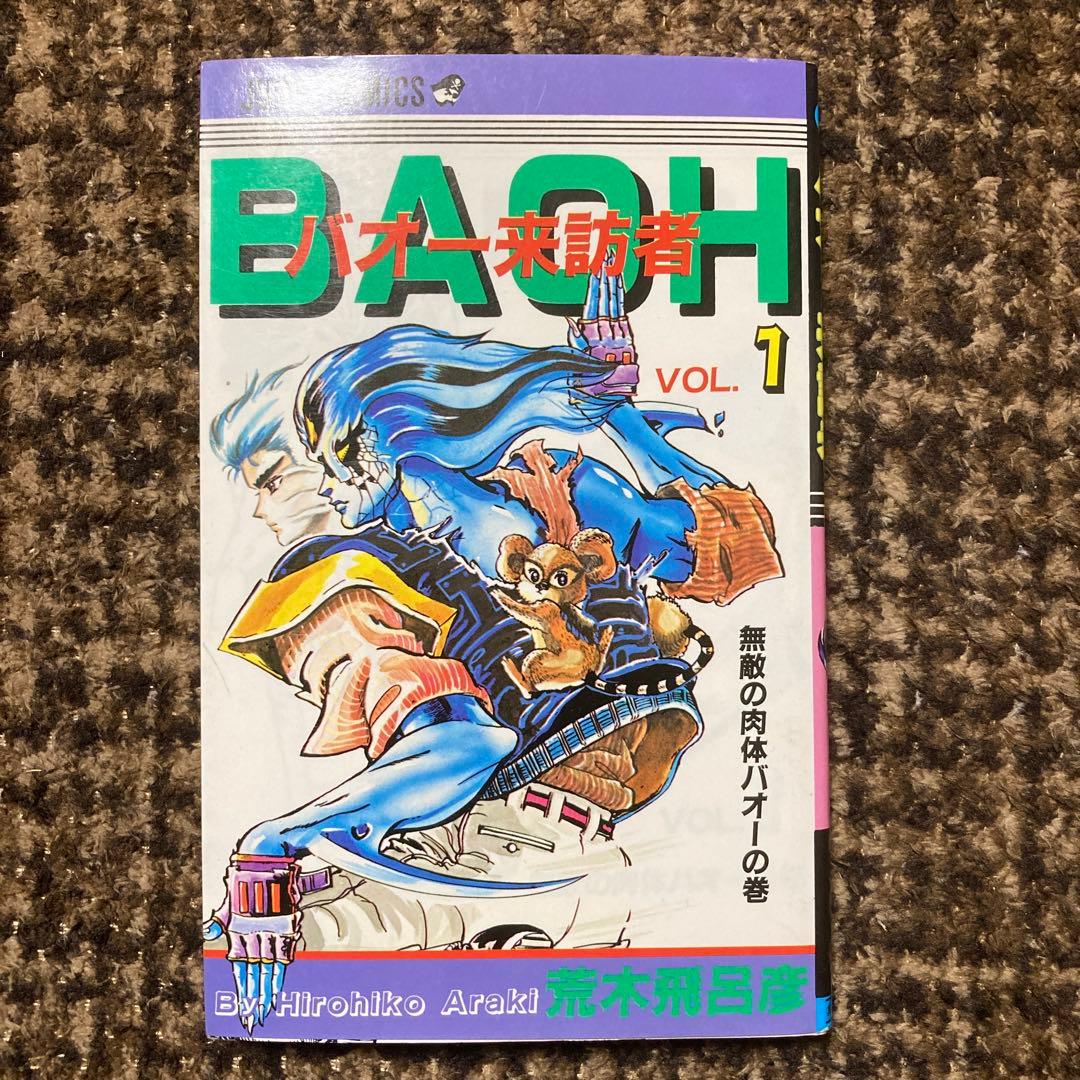 JUMP COMICS
BAOH
バオー来訪者
VOL. 1
無敵の肉体バオーの巻
By Hirohiko Araki 荒木飛呂彦